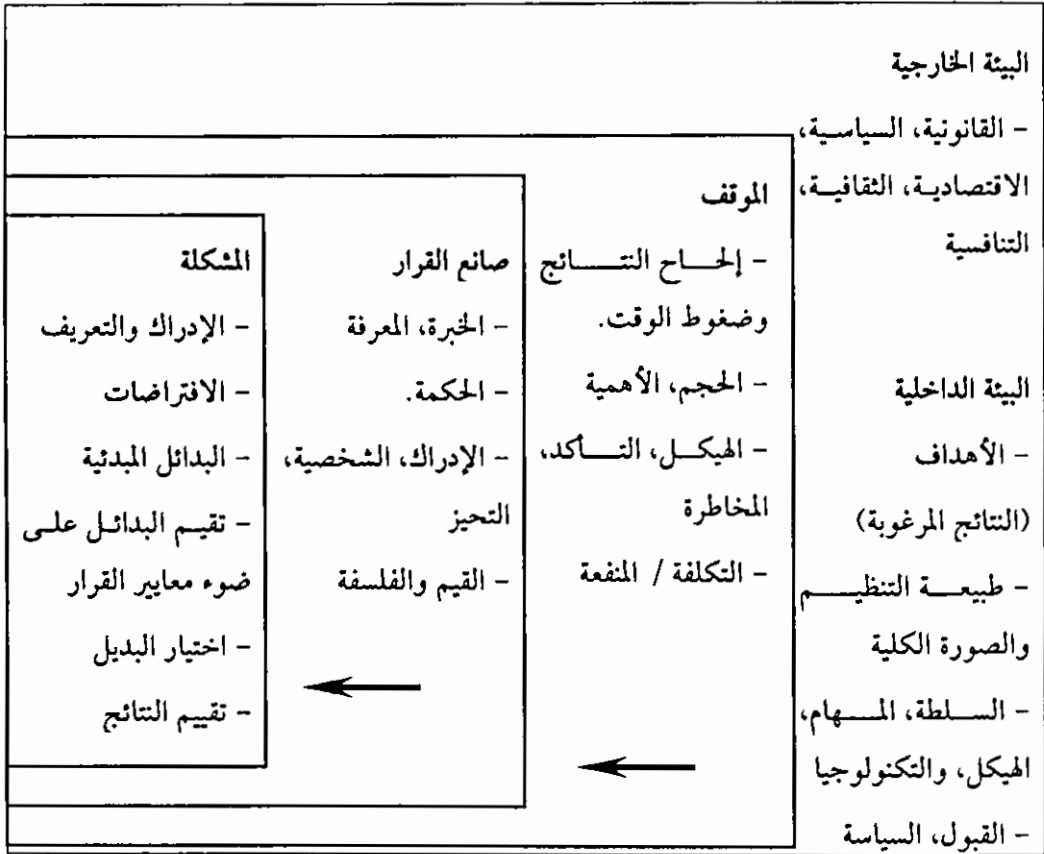 البيئة الخارجية
- القانونية، السياسية،
الاقتصادية، الثقافية،
التنافسية
البيئة الداخلية
- الأهداف
(النتائج المرغوبة)
- طبيعة التنظيم
والصورة الكلية
- السلطة، المهام،
الهيكل، والتكنولوجيا
- القبول، السياسة
الموقف
- إلحاح النتائج
وضغوط الوقت.
- الحجم، الأهمية
- الهيكل، التأكد،
المخاطرة
- التكلفة / المنفعة
صانع القرار
- الخبرة، المعرفة
- الحكمة.
- الإدراك، الشخصية،
التحيز
- القيم والفلسفة
المشكلة
- الإدراك والتعريف
- الافتراضات
- البدائل المبدئية
- تقيم البدائل على
ضوء معايير القرار
- اختيار البديل
- تقييم النتائج